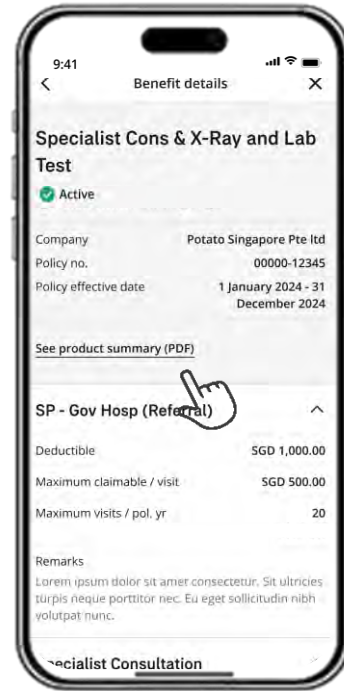 9:41
Benefit details
Specialist Cons & X-Ray and Lab
Test
Active
Company Potato Singapore Pte ltd
Policy no. 00000-12345
Policy effective date 1 January 2024 - 31
December 2024
See product summary (PDF)
SP - Gov Hosp (Referral)
Deductible SGD 1,000.00
Maximum claimable / visit SGD 500.00
Maximum visits / pol. yr 20
Remarks
Lorem ipsum dolor sit amer consectetur. Sit ultricies
turpis neque porttitor nec. Eu eget sollicitudin nibh
volutpat nunc.
Specialist Consultation